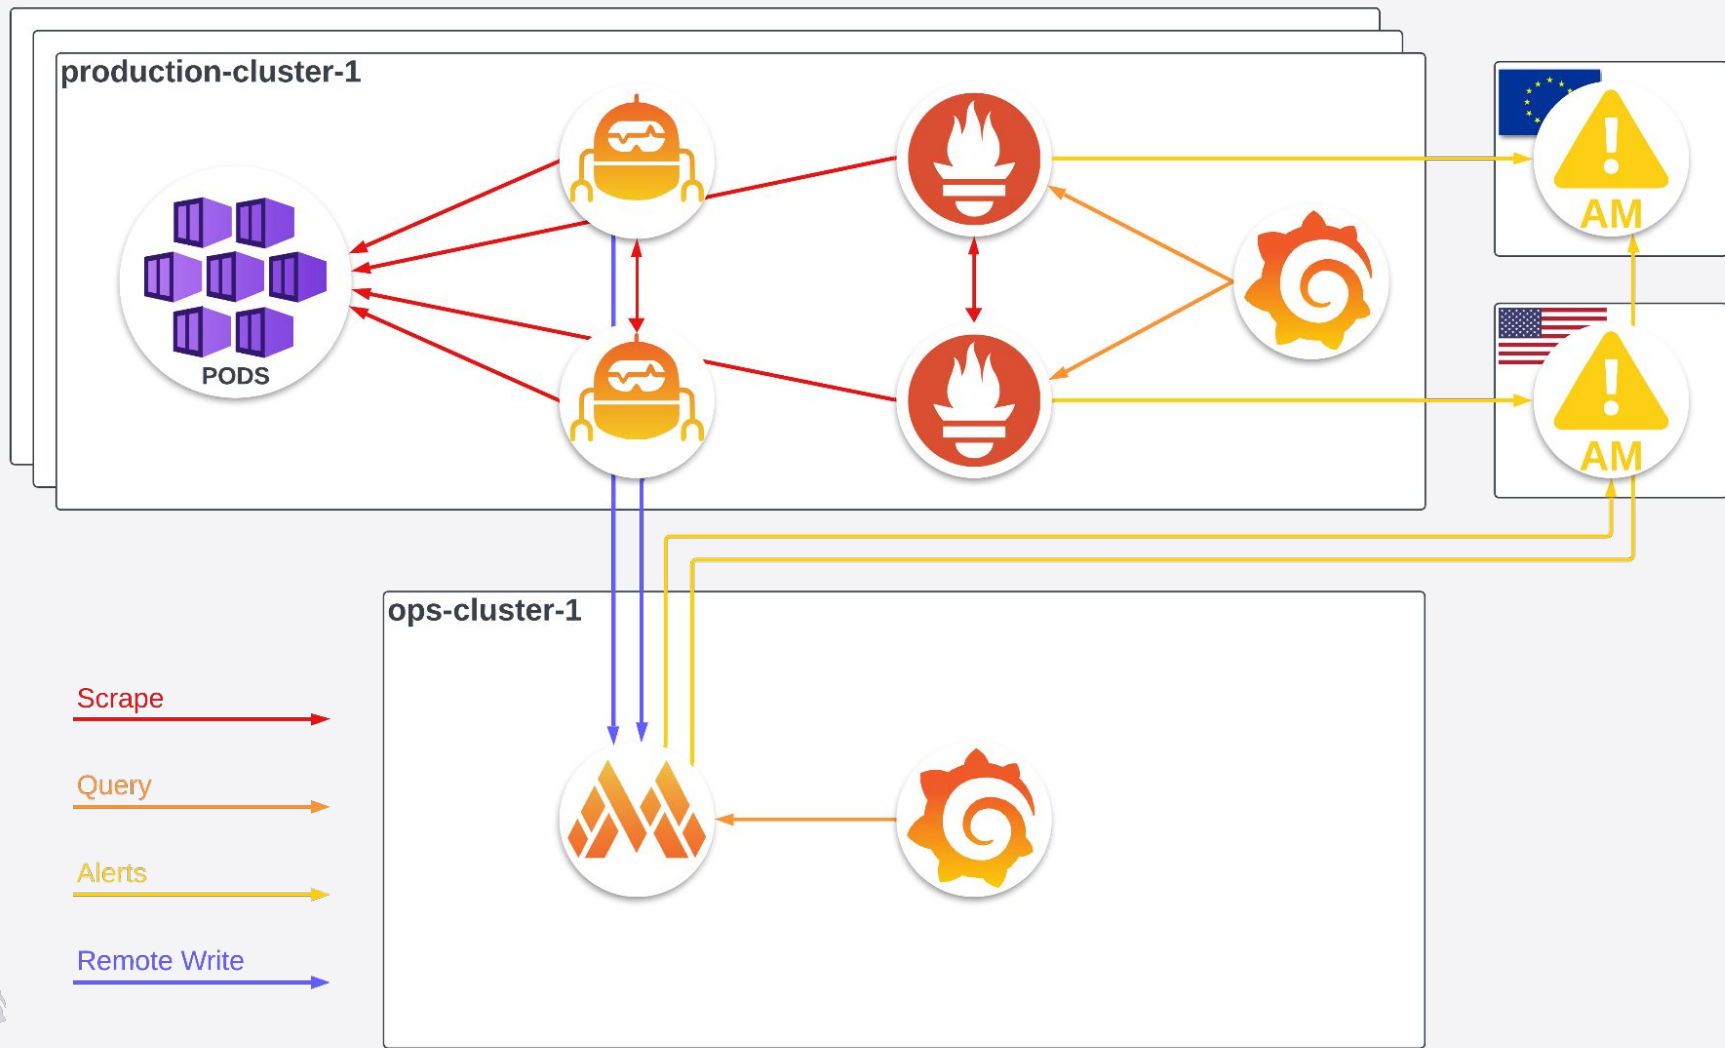 production-cluster-1
PODS
AM
AM
ops-cluster-1
Scrape
Query
Alerts
Remote Write